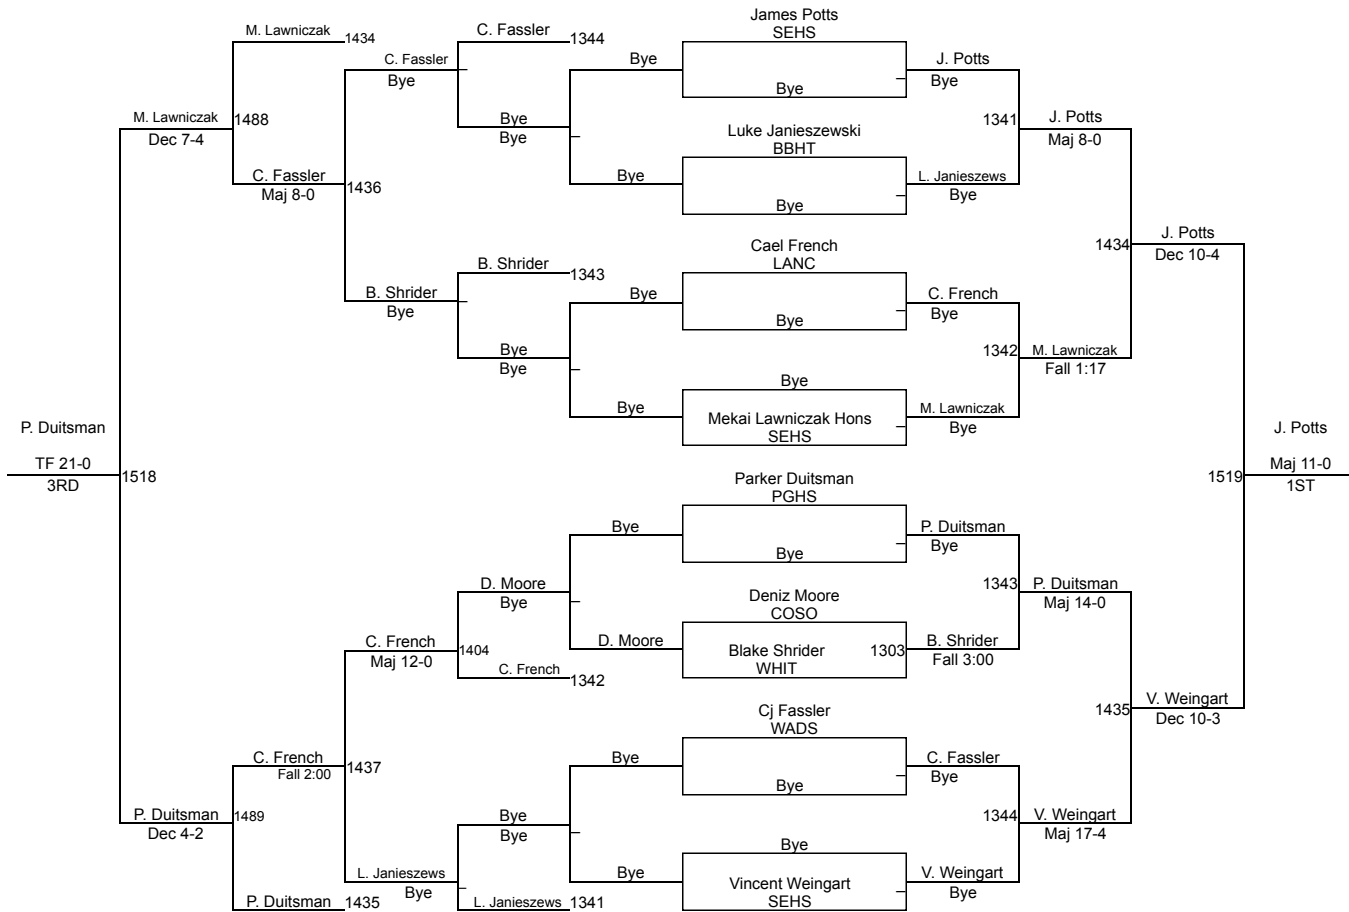 James Potts
SEHS
M. Lawniczak
1434
C. Fassler
1344
C. Fassler
Bye
Bye
Bye
J. Potts
Bye
M. Lawniczak
Dec 7-4
1488
Bye
Bye
1341
J. Potts
Maj 8-0
Luke Janieszewski
BBHT
C. Fassler
Maj 8-0
1436
Bye
Bye
L. Janieszews
Bye
Cael French
LANC
1434
J. Potts
Dec 10-4
B. Shrider
1343
B. Shrider
Bye
Bye
Bye
C. French
Bye
Bye
Bye
1342
M. Lawniczak
Fall 1:17
Bye
Bye
Mekai Lawniczak Hons
SEHS
M. Lawniczak
Bye
P. Duitsman
TF 21-0
3RD
1518
J. Potts
1519
Maj 11-0
1ST
Parker Duitsman
PGHS
Bye
Bye
P. Duitsman
Bye
D. Moore
Bye
1343
P. Duitsman
Maj 14-0
Deniz Moore
COSO
C. French
Maj 12-0
1404
D. Moore
Blake Shrider
WHIT
1303
B. Shrider
Fall 3:00
C. French
1342
1435
V. Weingart
Dec 10-3
Cj Fassler
WADS
C. French
Fall 2:00
1437
Bye
Bye
C. Fassler
Bye
P. Duitsman
Dec 4-2
1489
Bye
Bye
1344
V. Weingart
Maj 17-4
Bye
L. Janieszews
Bye
Bye
Vincent Weingart
SEHS
V. Weingart
Bye
P. Duitsman
1435
L. Janieszews
1341